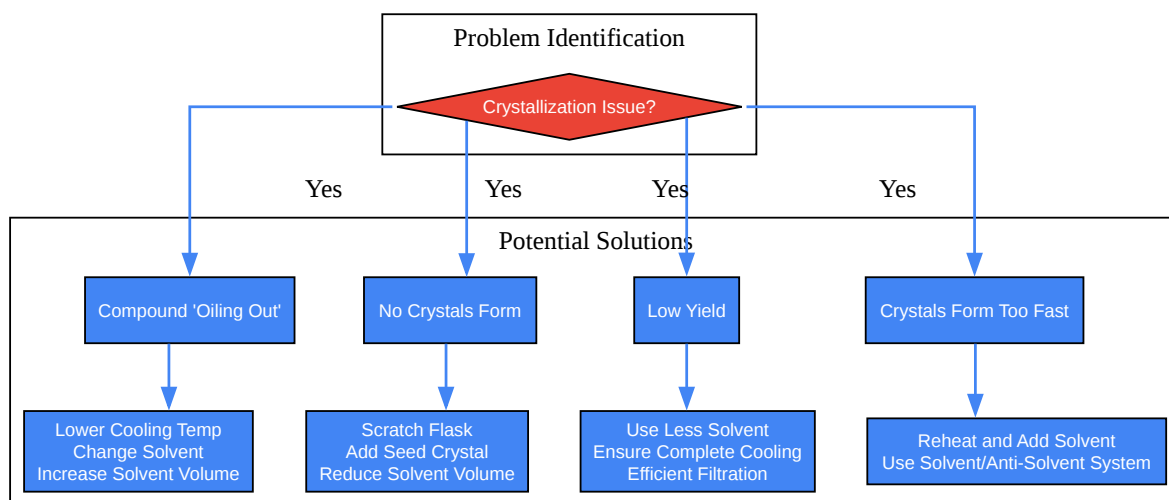 Problem Identification
Crystallization Issue?
Yes
Yes
Yes
Yes
Potential Solutions
Compound 'Oiling Out'
No Crystals Form
Low Yield
Crystals Form Too Fast
Lower Cooling Temp
Change Solvent
Increase Solvent Volume
Scratch Flask
Add Seed Crystal
Reduce Solvent Volume
Use Less Solvent
Ensure Complete Cooling
Efficient Filtration
Reheat and Add Solvent
Use Solvent/Anti-Solvent System